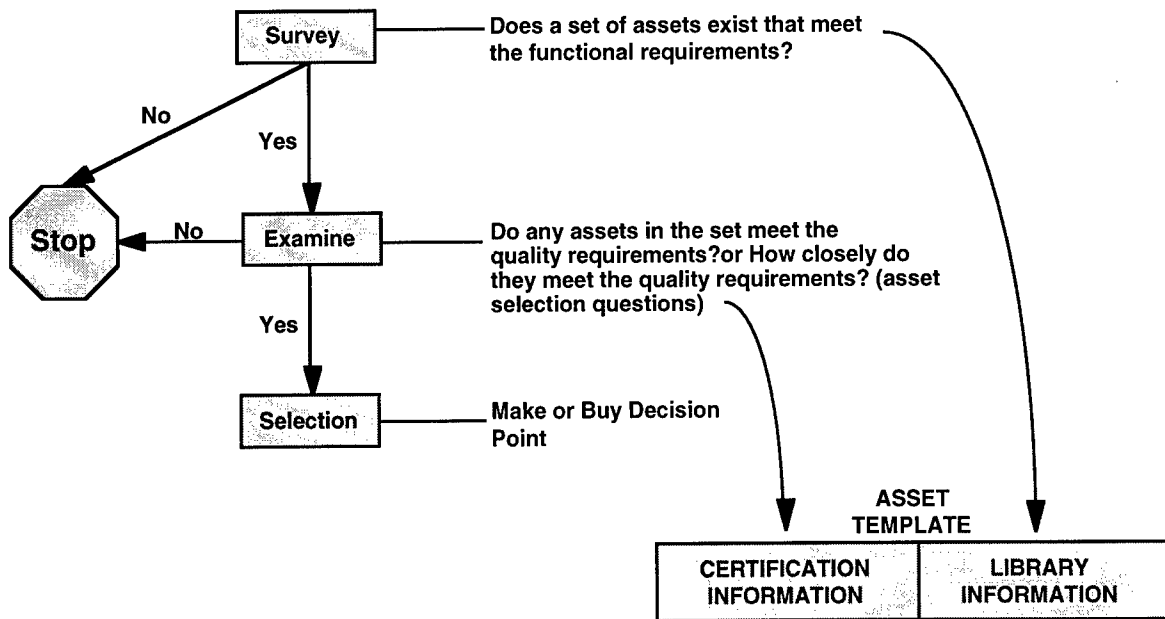 Survey
Does a set of assets exist that meet
the functional requirements?
No
Yes
Stop
No
Examine
Do any assets in the set meet the
quality requirements?or How closely do
they meet the quality requirements? (asset
selection questions)
Yes
Selection
Make or Buy Decision
Point
ASSET
TEMPLATE
CERTIFICATION
INFORMATION
LIBRARY
INFORMATION